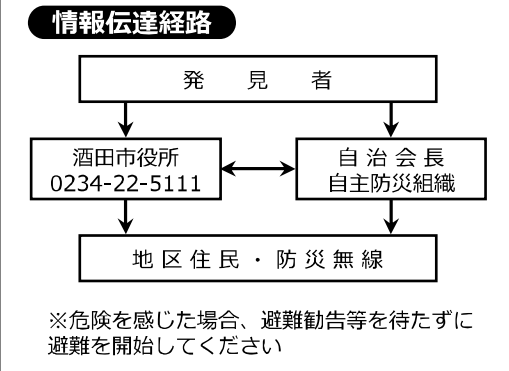 情報伝達経路
発見者
酒田市役所
0234-22-5111
自治会長
自主防災組織
地区住民・防災無線
※危険を感じた場合、避難勧告等を待たずに
避難を開始してください